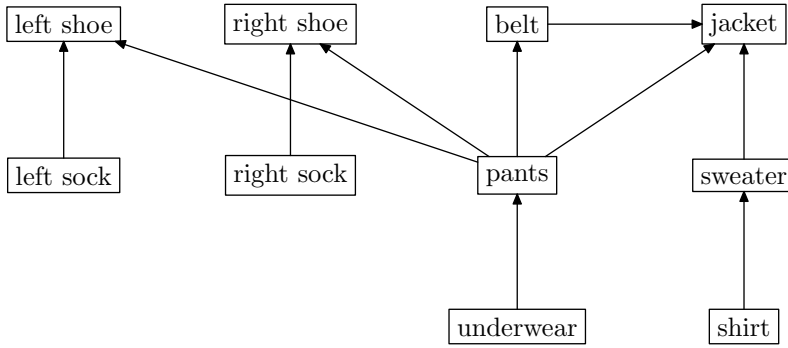 left shoe
right shoe
belt
jacket
left sock
right sock
pants
sweater
underwear
shirt